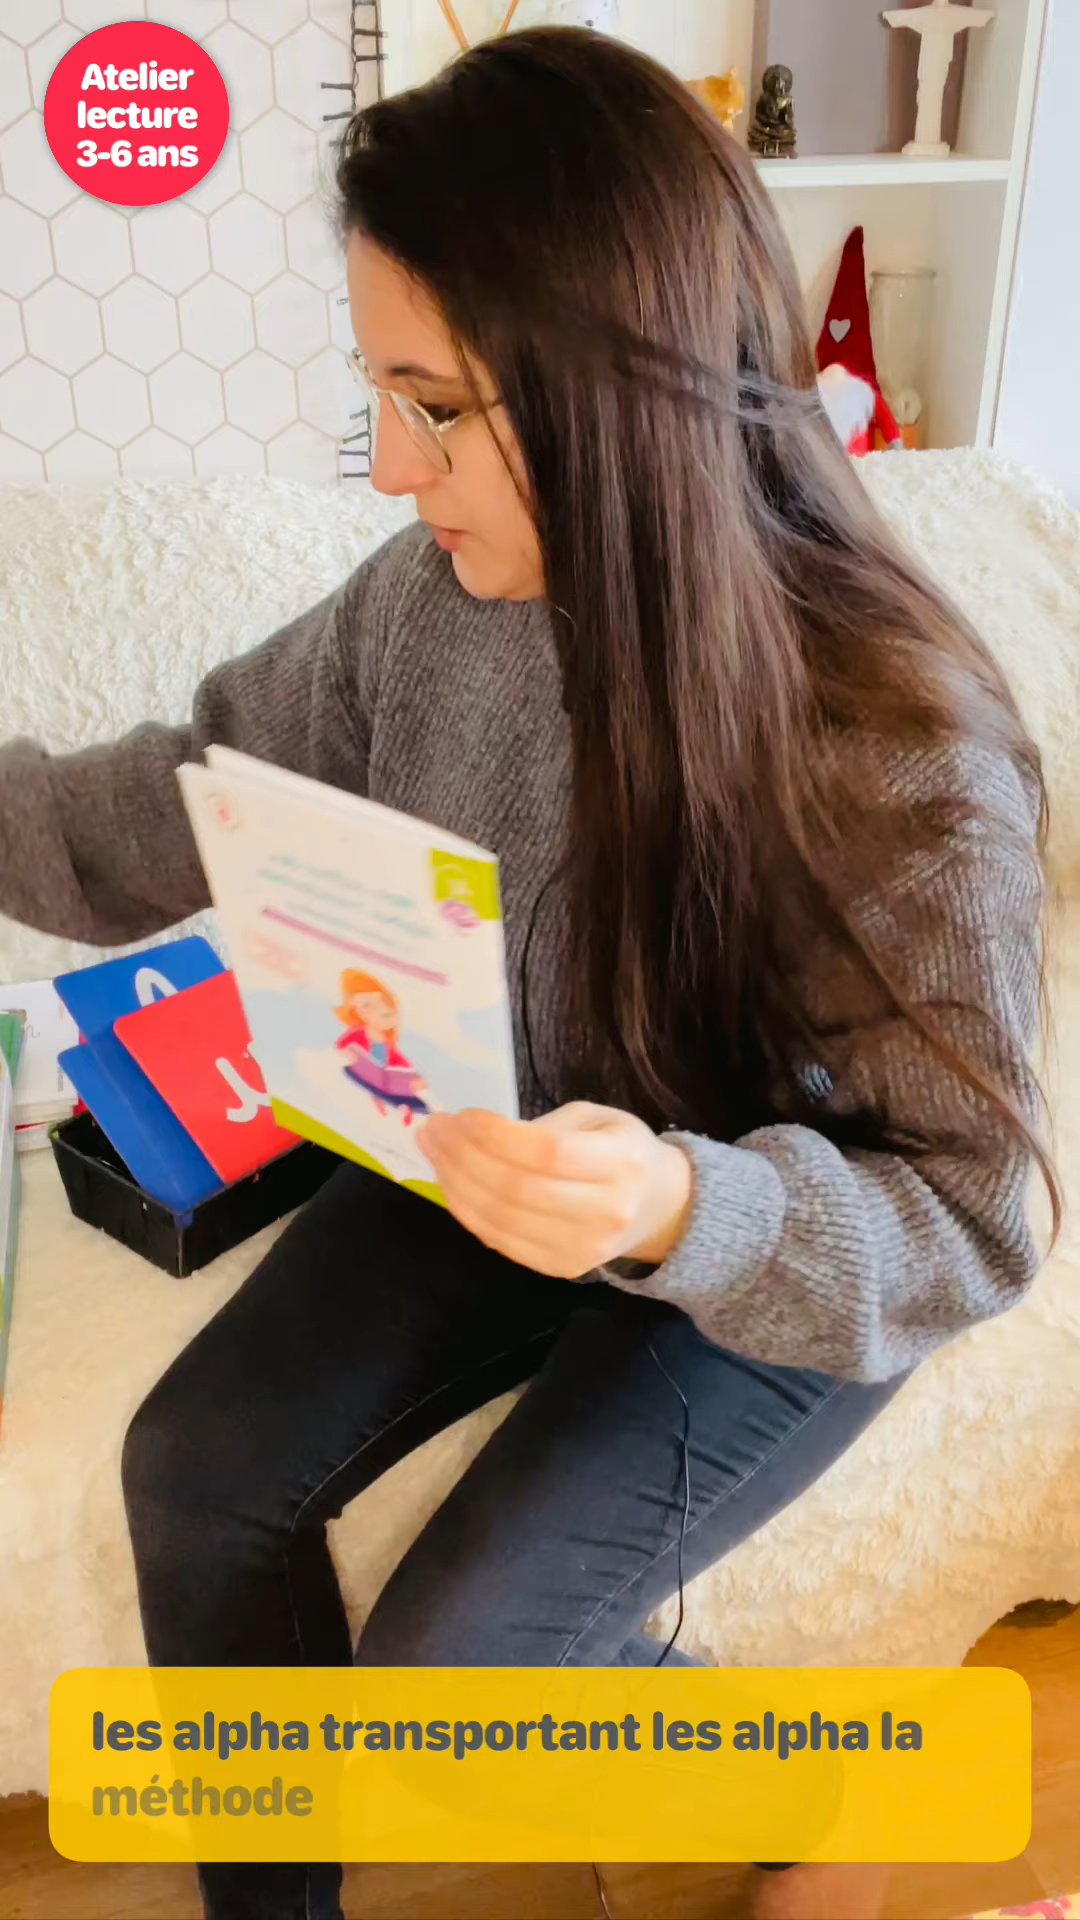 Atelier
lecture
3-6 ans
les alpha transportant les alpha la
méthode